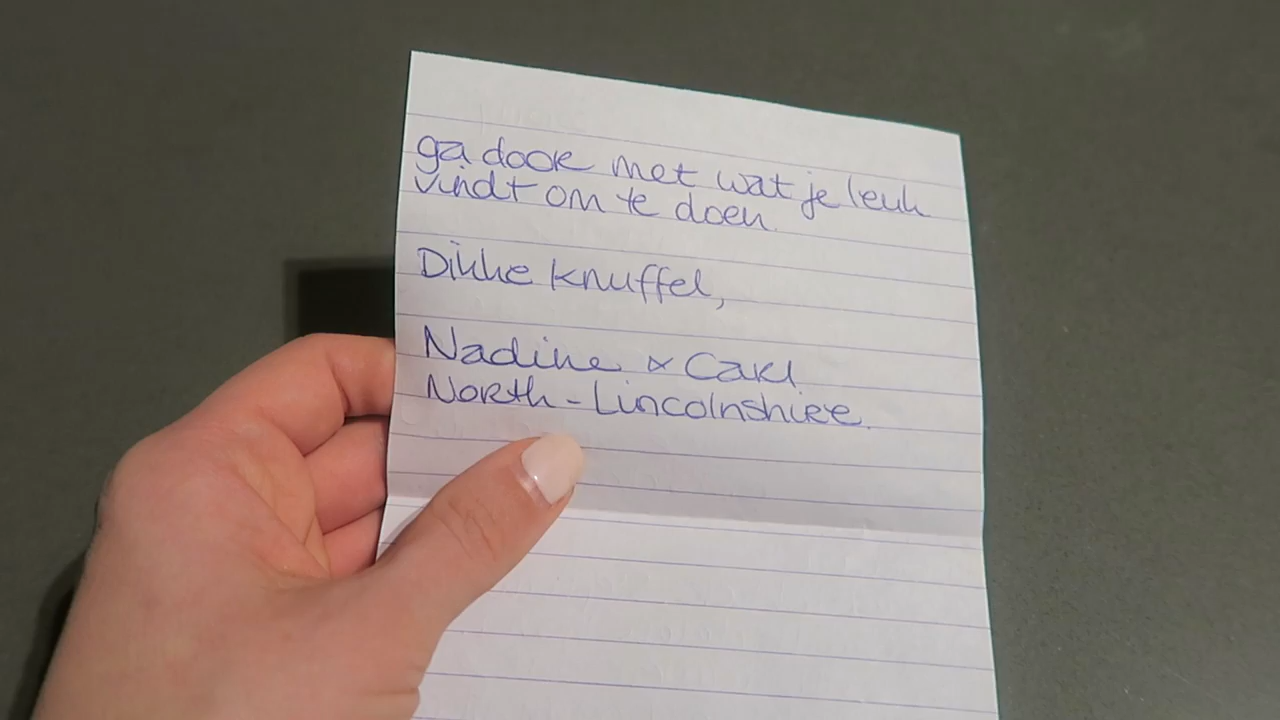 ga door met wat je leuk
vindt om te doen.
Dikke knuffel,
Nadine & Carl
North-Lincolnshire.